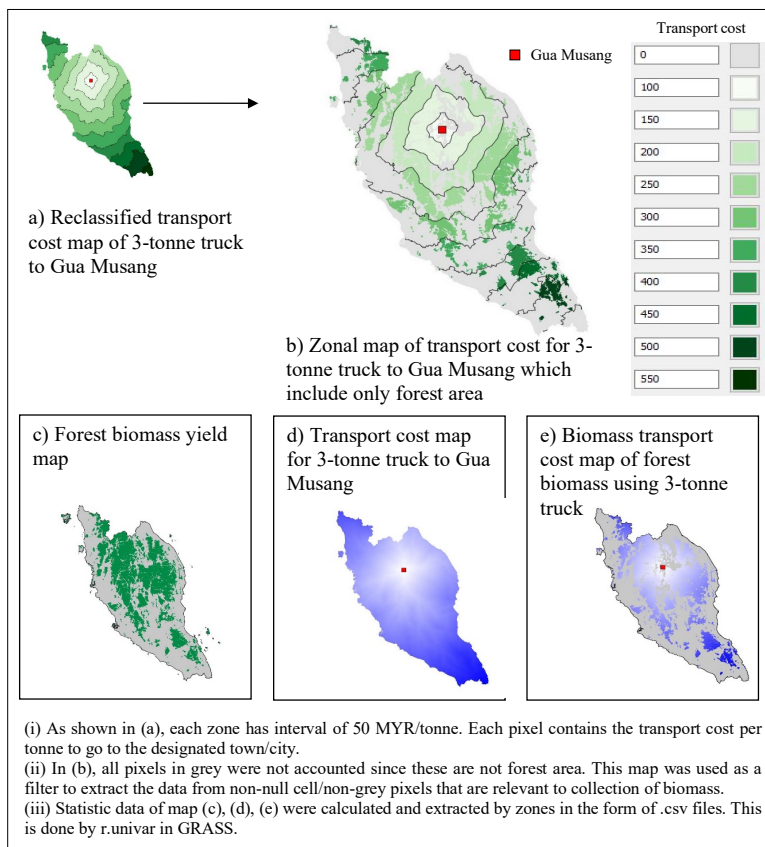 Transport cost
Gua Musang
0
100
150
200
250
300
350
400
450
500
550
a) Reclassified transport
cost map of 3-tonne truck
to Gua Musang
b) Zonal map of transport cost for 3-
tonne truck to Gua Musang which
include only forest area
c) Forest biomass yield
map
d) Transport cost map
for 3-tonne truck to Gua
Musang
e) Biomass transport
cost map of forest
biomass using 3-tonne
truck
(i) As shown in (a), each zone has interval of 50 MYR/tonne. Each pixel contains the transport cost per
tonne to go to the designated town/city.
(ii) In (b), all pixels in grey were not accounted since these are not forest area. This map was used as a
filter to extract the data from non-null cell/non-grey pixels that are relevant to collection of biomass.
(iii) Statistic data of map (c), (d), (e) were calculated and extracted by zones in the form of .csv files. This
is done by r.univar in GRASS.